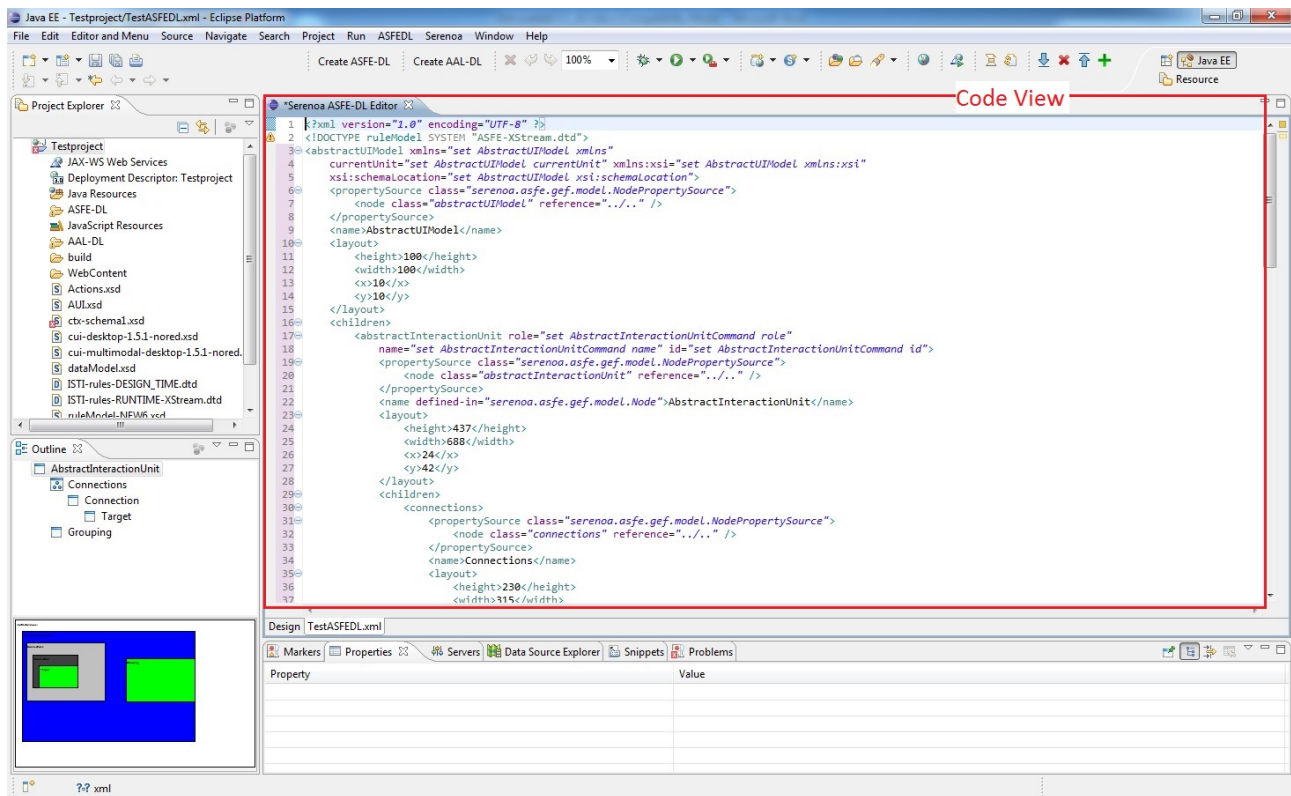 Java EE - Testproject/TestASFEDL.xml - Eclipse Platform
File Edit Editor and Menu Source Navigate Search Project Run ASFEDL Serenoa Window Help
Create ASFE-DL Create AAL-DL 100% Java EE
Resource
Project Explorer
Testproject
JAX-WS Web Services
Deployment Descriptor: Testproject
Java Resources
ASFE-DL
JavaScript Resources
AAL-DL
build
WebContent
Actions.xsd
AUI.xsd
ctx-schema1.xsd
cui-desktop-1.5.1-nored.xsd
cui-multimodal-desktop-1.5.1-nored.
dataModel.xsd
ISTI-rules-DESIGN_TIME.dtd
ISTI-rules-RUNTIME-XStream.dtd
ruleModel-NEW6.xsd
Outline
AbstractInteractionUnit
Connections
Connection
Target
Grouping
*Serenoa ASFE-DL Editor
Code View
1 <?xml version="1.0" encoding="UTF-8" ?>
2 <!DOCTYPE ruleModel SYSTEM "ASFE-XStream.dtd">
3 <abstractUIModel xmlns="set AbstractUIModel xmlns"
4 currentUnit="set AbstractUIModel currentUnit" xmlns:xsi="set AbstractUIModel xmlns:xsi"
5 xsi:schemaLocation="set AbstractUIModel xsi:schemaLocation">
6 <propertySource class="serenoa.asfe.gef.model.NodePropertySource">
7 <node class="abstractUIModel" reference="../.." />
8 </propertySource>
9 <name>AbstractUIModel</name>
10 <layout>
11 <height>100</height>
12 <width>100</width>
13 <x>10</x>
14 <y>10</y>
15 </layout>
16 <children>
17 <abstractInteractionUnit role="set AbstractInteractionUnitCommand role"
18 name="set AbstractInteractionUnitCommand name" id="set AbstractInteractionUnitCommand id">
19 <propertySource class="serenoa.asfe.gef.model.NodePropertySource">
20 <node class="abstractInteractionUnit" reference="../.." />
21 </propertySource>
22 <name defined-in="serenoa.asfe.gef.model.Node">AbstractInteractionUnit</name>
23 <layout>
24 <height>437</height>
25 <width>688</width>
26 <x>24</x>
27 <y>42</y>
28 </layout>
29 <children>
30 <connections>
31 <propertySource class="serenoa.asfe.gef.model.NodePropertySource">
32 <node class="connections" reference="../.." />
33 </propertySource>
34 <name>Connections</name>
35 <layout>
36 <height>230</height>
37 <width>315</width>
Design TestASFEDL.xml
Markers Properties Servers Data Source Explorer Snippets Problems
Property Value
xml